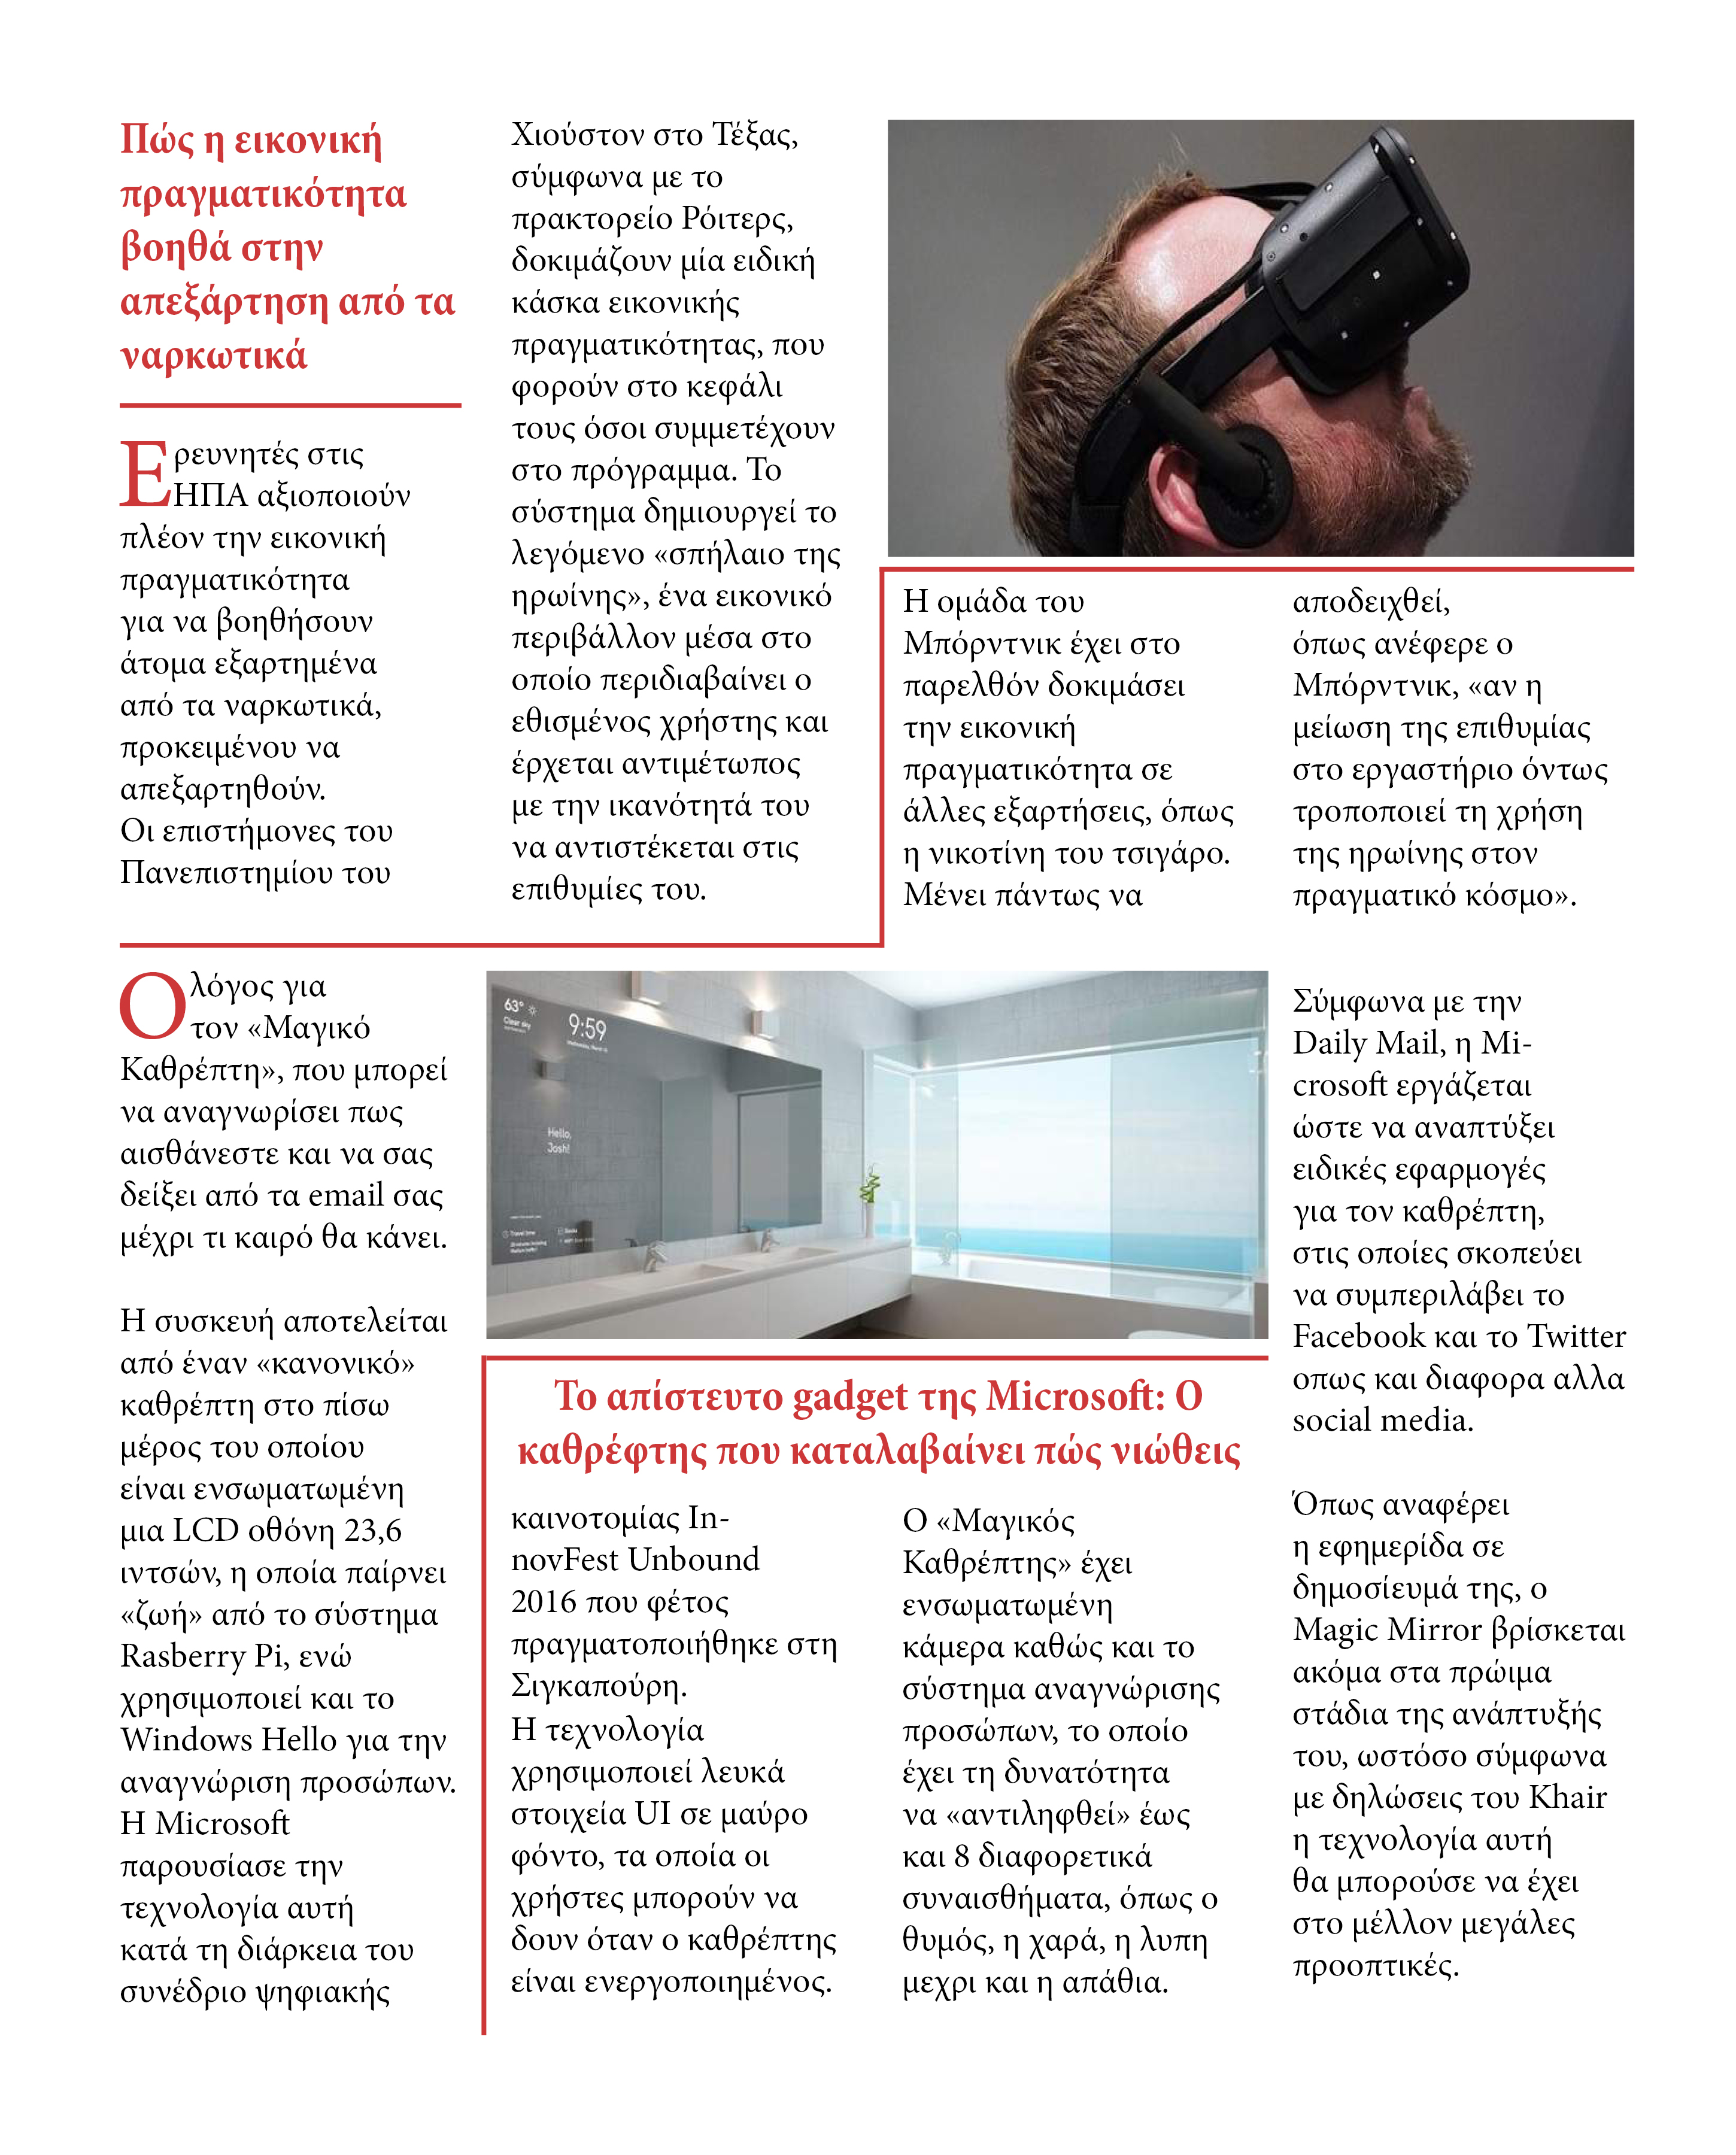 Πώς η εικονική
πραγματικότητα
βοηθά στην
απεξάρτηση από τα
ναρκωτικά
Ερευνητές στις
ΗΠΑ αξιοποιούν
πλέον την εικονική
πραγματικότητα
για να βοηθήσουν
άτομα εξαρτημένα
από τα ναρκωτικά,
προκειμένου να
απεξαρτηθούν.
Οι επιστήμονες του
Πανεπιστημίου του
Χιούστον στο Τέξας,
σύμφωνα με το
πρακτορείο Ρόιτερς,
δοκιμάζουν μία ειδική
κάσκα εικονικής
πραγματικότητας, που
φορούν στο κεφάλι
τους όσοι συμμετέχουν
στο πρόγραμμα. Το
σύστημα δημιουργεί το
λεγόμενο «σπήλαιο της
ηρωίνης», ένα εικονικό
περιβάλλον μέσα στο
οποίο περιδιαβαίνει ο
εθισμένος χρήστης και
έρχεται αντιμέτωπος
με την ικανότητά του
να αντιστέκεται στις
επιθυμίες του.
Η ομάδα του
Μπόρντνικ έχει στο
παρελθόν δοκιμάσει
την εικονική
πραγματικότητα σε
άλλες εξαρτήσεις, όπως
η νικοτίνη του τσιγάρο.
Μένει πάντως να
αποδειχθεί,
όπως ανέφερε ο
Μπόρντνικ, «αν η
μείωση της επιθυμίας
στο εργαστήριο όντως
τροποποιεί τη χρήση
της ηρωίνης στον
πραγματικό κόσμο».
Ο λόγος για
τον «Μαγικό
Καθρέπτη», που μπορεί
να αναγνωρίσει πως
αισθάνεστε και να σας
δείξει από τα email σας
μέχρι τι καιρό θα κάνει.
Η συσκευή αποτελείται
από έναν «κανονικό»
καθρέπτη στο πίσω
μέρος του οποίου
είναι ενσωματωμένη
μια LCD οθόνη 23,6
ιντσών, η οποία παίρνει
«ζωή» από το σύστημα
Rasberry Pi, ενώ
χρησιμοποιεί και το
Windows Hello για την
αναγνώριση προσώπων.
Η Microsoft
παρουσίασε την
τεχνολογία αυτή
κατά τη διάρκεια του
συνέδριο ψηφιακής
63°
Clear sky
9:59
Hello,
Josh!
Travel time
Το απίστευτο gadget της Microsoft: Ο
καθρέφτης που καταλαβαίνει πώς νιώθεις
καινοτομίας In-
novFest Unbound
2016 που φέτος
πραγματοποιήθηκε στη
Σιγκαπούρη.
Η τεχνολογία
χρησιμοποιεί λευκά
στοιχεία UI σε μαύρο
φόντο, τα οποία οι
χρήστες μπορούν να
δουν όταν ο καθρέπτης
είναι ενεργοποιημένος.
Ο «Μαγικός
Καθρέπτης» έχει
ενσωματωμένη
κάμερα καθώς και το
σύστημα αναγνώρισης
προσώπων, το οποίο
έχει τη δυνατότητα
να «αντιληφθεί» έως
και 8 διαφορετικά
συναισθήματα, όπως ο
θυμός, η χαρά, η λυπη
μεχρι και η απάθια.
Σύμφωνα με την
Daily Mail, η Mi-
crosoft εργάζεται
ώστε να αναπτύξει
ειδικές εφαρμογές
για τον καθρέπτη,
στις οποίες σκοπεύει
να συμπεριλάβει το
Facebook και το Twitter
οπως και διαφορα αλλα
social media.
Όπως αναφέρει
η εφημερίδα σε
δημοσίευμά της, ο
Magic Mirror βρίσκεται
ακόμα στα πρώιμα
στάδια της ανάπτυξής
του, ωστόσο σύμφωνα
με δηλώσεις του Khair
η τεχνολογία αυτή
θα μπορούσε να έχει
στο μέλλον μεγάλες
προοπτικές.